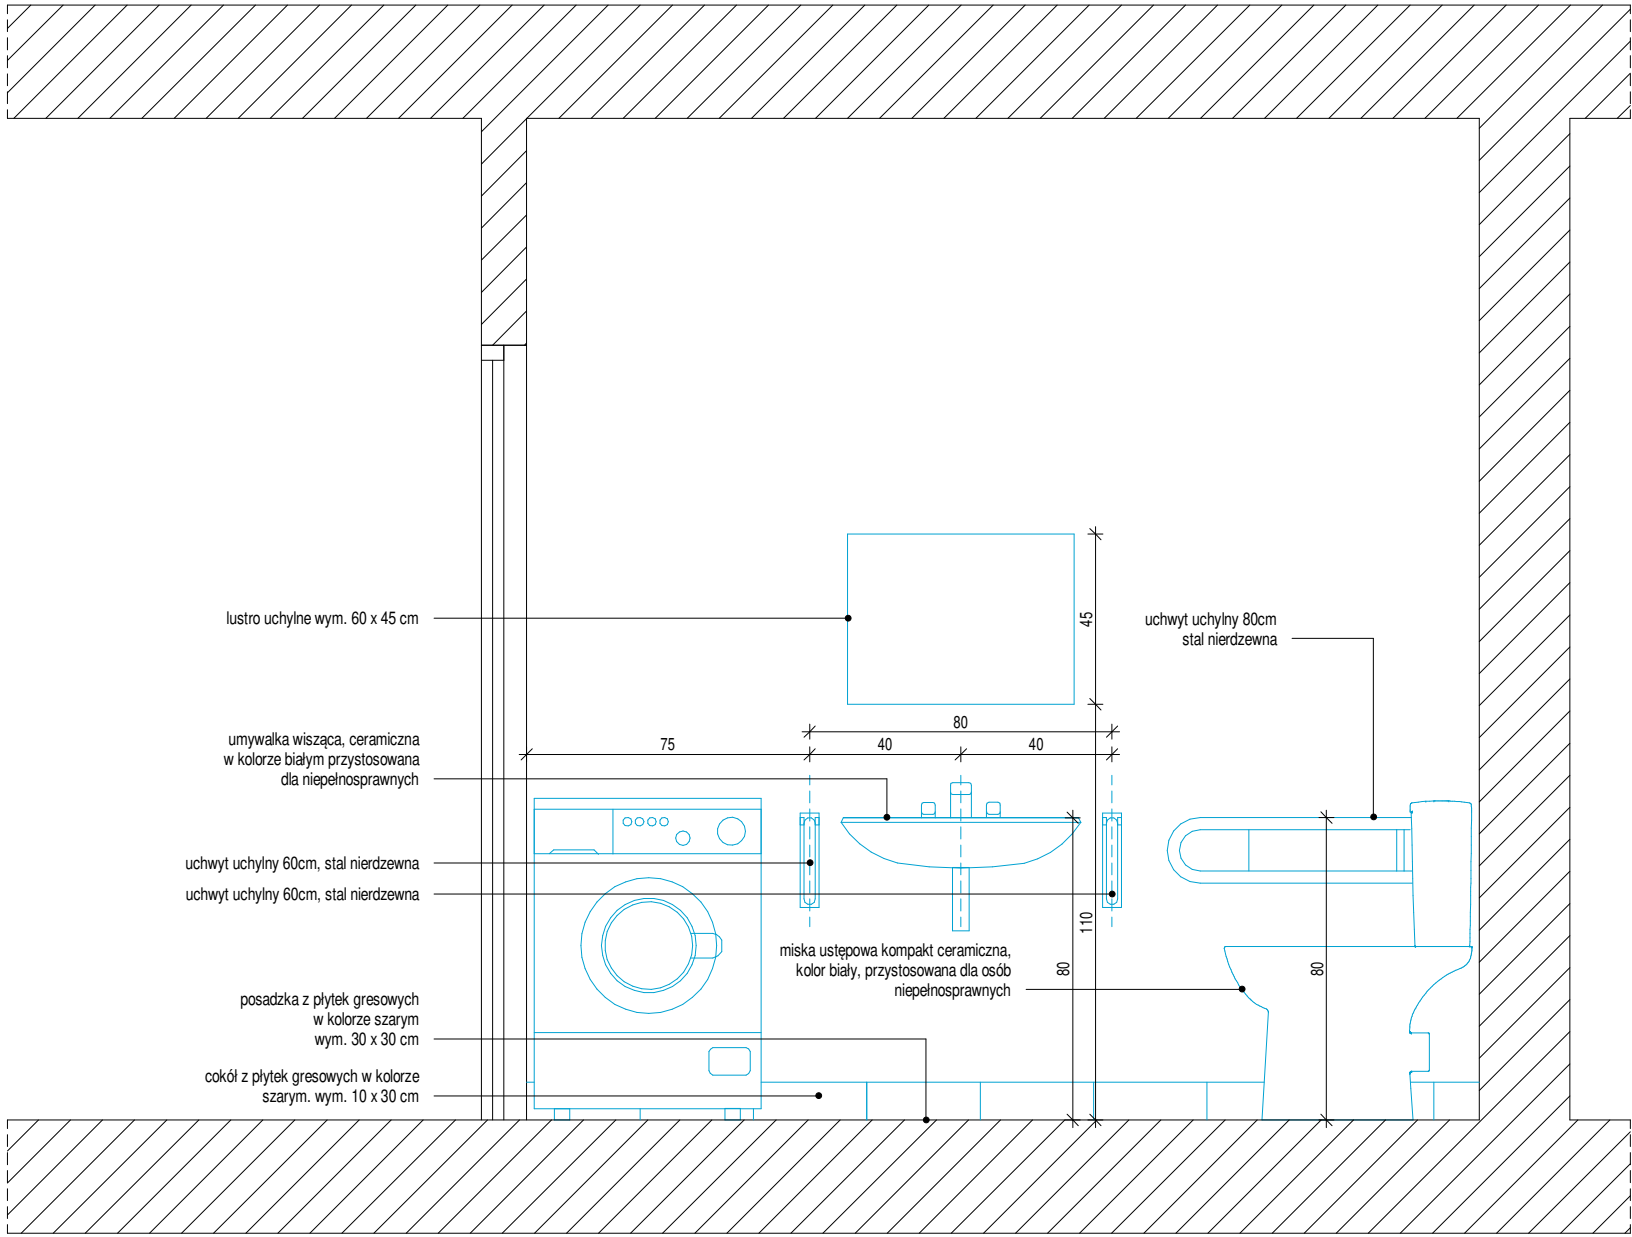 lustro uchylne wym. 60 x 45 cm
45
uchwyt uchylny 80cm
stal nierdzewna
80
75
40
40
umywalka wisząca, ceramiczna
w kolorze białym przystosowana
dla niepełnosprawnych
uchwyt uchylny 60cm, stal nierdzewna
uchwyt uchylny 60cm, stal nierdzewna
110
80
80
miska ustępowa kompakt ceramiczna,
kolor biały, przystosowana dla osób
niepełnosprawnych
posadzka z płytek gresowych
w kolorze szarym
wym. 30 x 30 cm
cokół z płytek gresowych w kolorze
szarym. wym. 10 x 30 cm